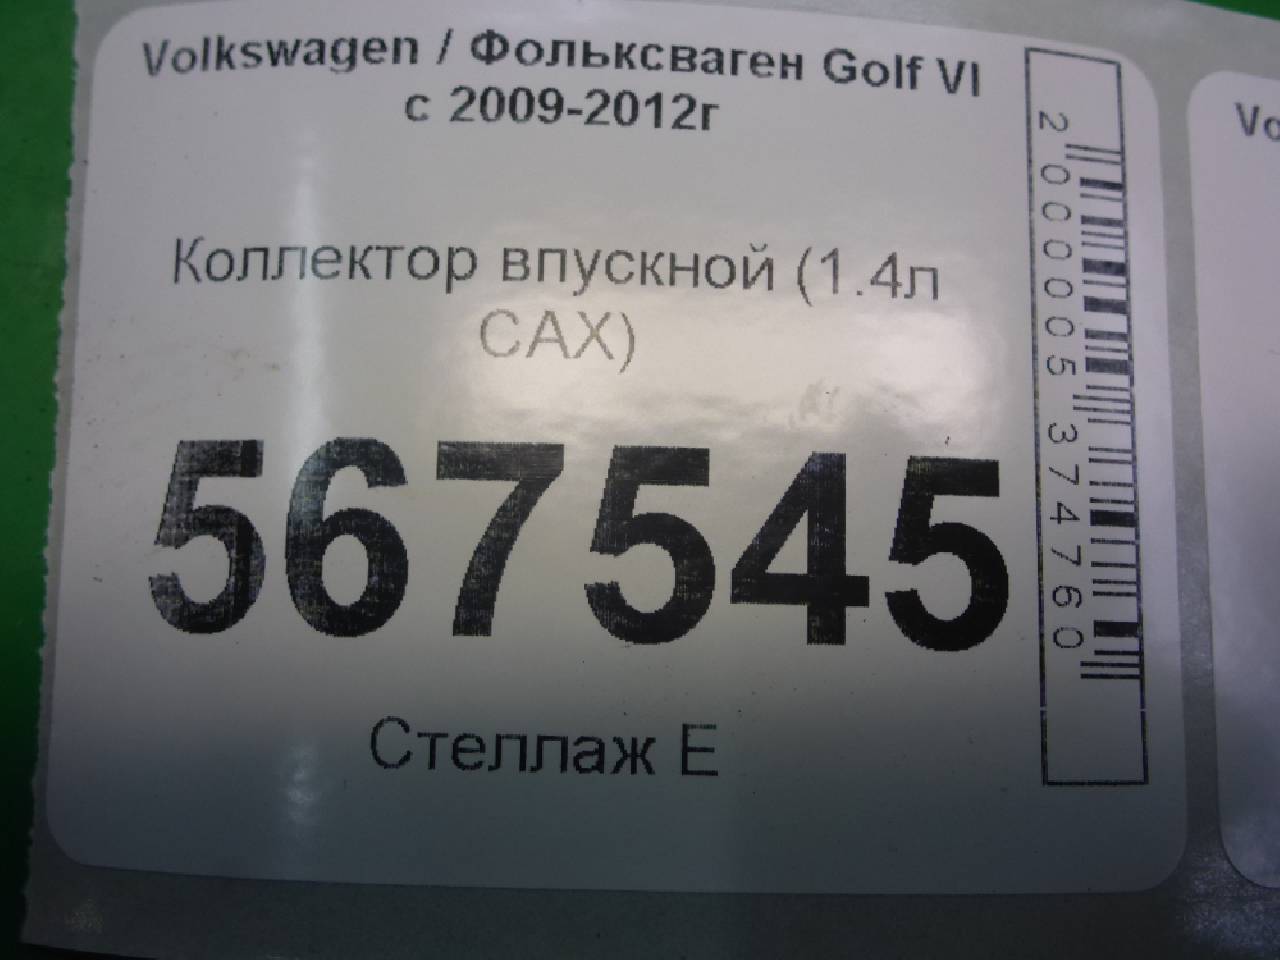 Volkswagen / Фольксваген Golf VI
с 2009-2012г
Коллектор впускной (1.4л
CAX)
567545
Стеллаж Е
2000005374760